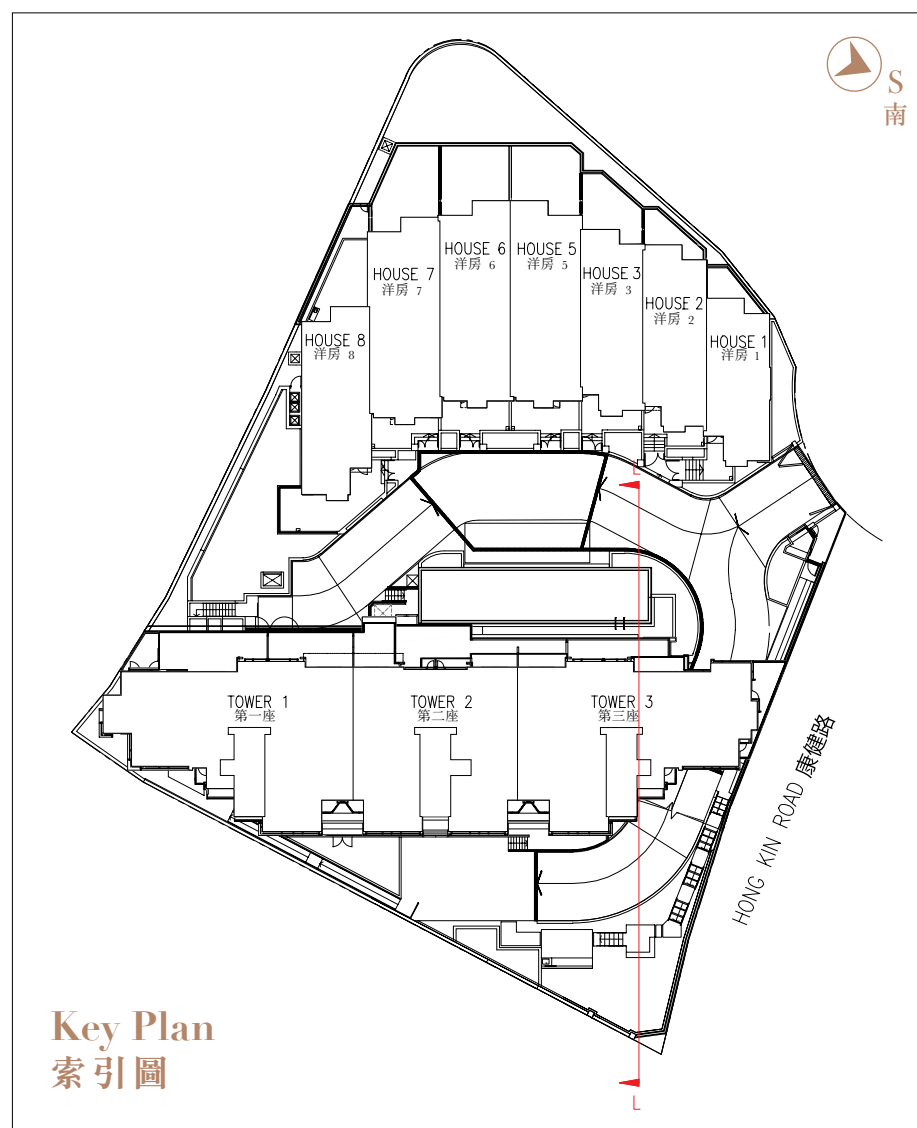 S
南
HOUSE 6
洋房 6
HOUSE 5
洋房 5
HOUSE 7
洋房 7
HOUSE 3
洋房 3
HOUSE 2
洋房 2
HOUSE 8
洋房 8
HOUSE 1
洋房 1
L
TOWER 1
第一座
TOWER 2
第二座
TOWER 3
第三座
HONG KIN ROAD 康健路
Key Plan
索引圖
L